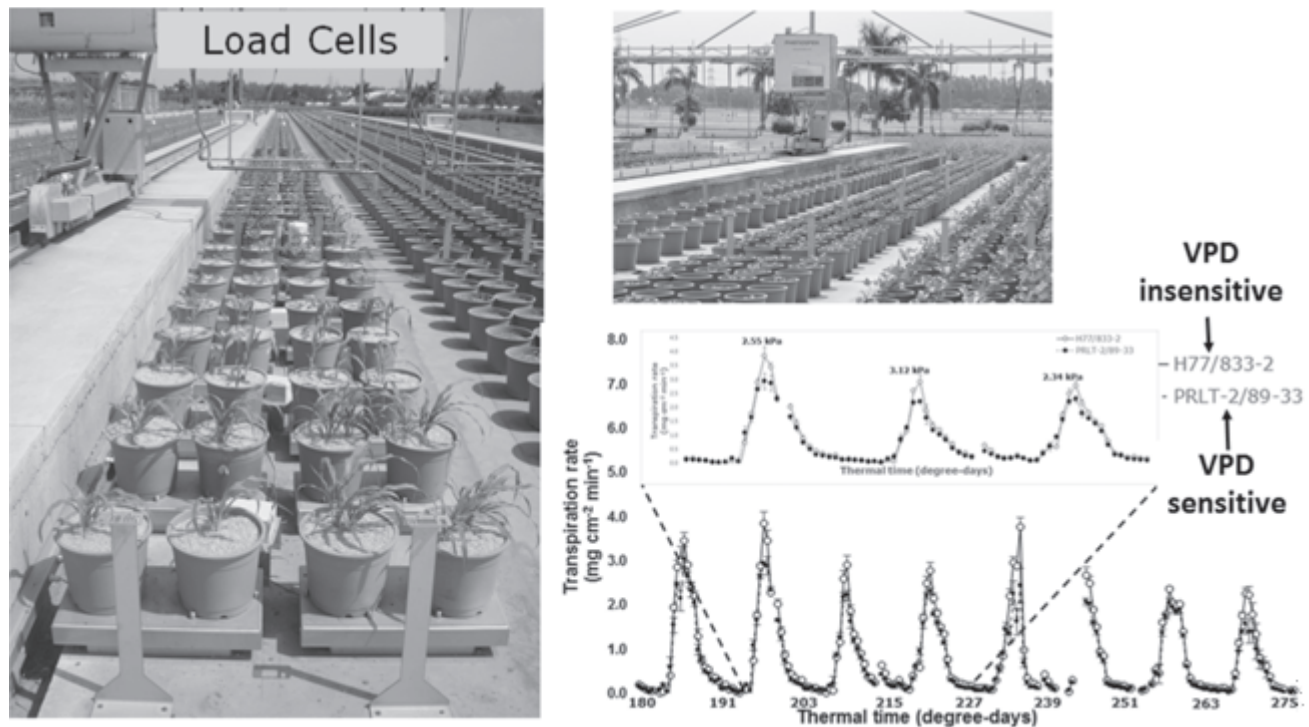 Load Cells
VPD
insensitive
H77/833-2
PRLT-2/89-33
VPD
sensitive
Transpiration rate
(mg cm⁻² min⁻¹)
8.0
7.0
6.0
5.0
4.0
3.0
2.0
1.0
0.0
2.55 kPa
3.12 kPa
2.34 kPa
H77/833-2
PRLT-2/89-33
Transpiration rate
Thermal time (degree-days)
180 191 203 215 227 239 251 263 275
Thermal time (degree-days)